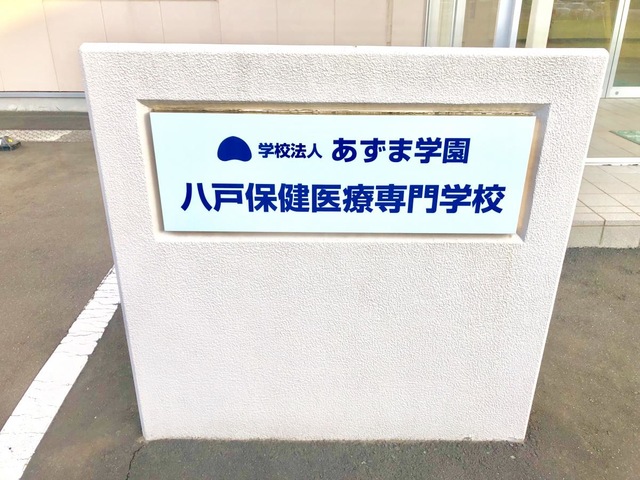 学校法人 あずま学園
八戸保健医療専門学校